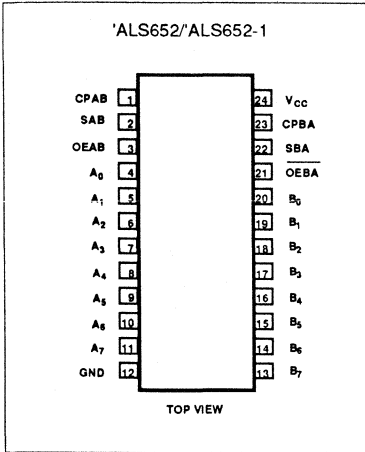 'ALS652/'ALS652-1
CPAB 1 24 VCC
SAB 2 23 CPBA
OEAB 3 22 SBA
A0 4 21 OEBA
A1 5 20 B0
A2 6 19 B1
A3 7 18 B2
A4 8 17 B3
A5 9 16 B4
A6 10 15 B5
A7 11 14 B6
GND 12 13 B7
TOP VIEW